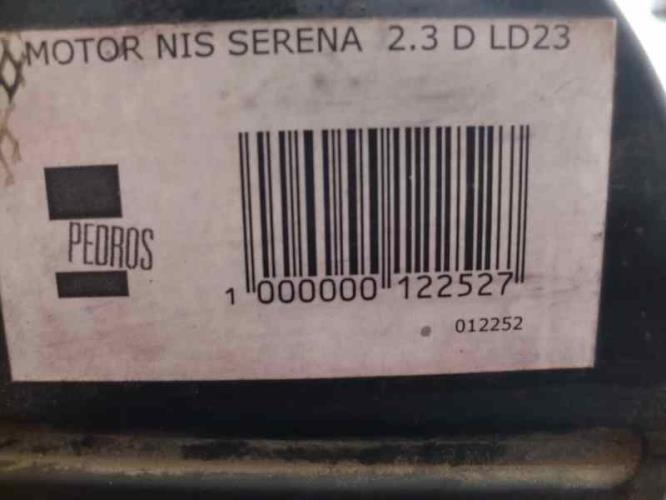 MOTOR NIS SERENA 2.3 D LD23
PEDROS
1 000000 122527
012252